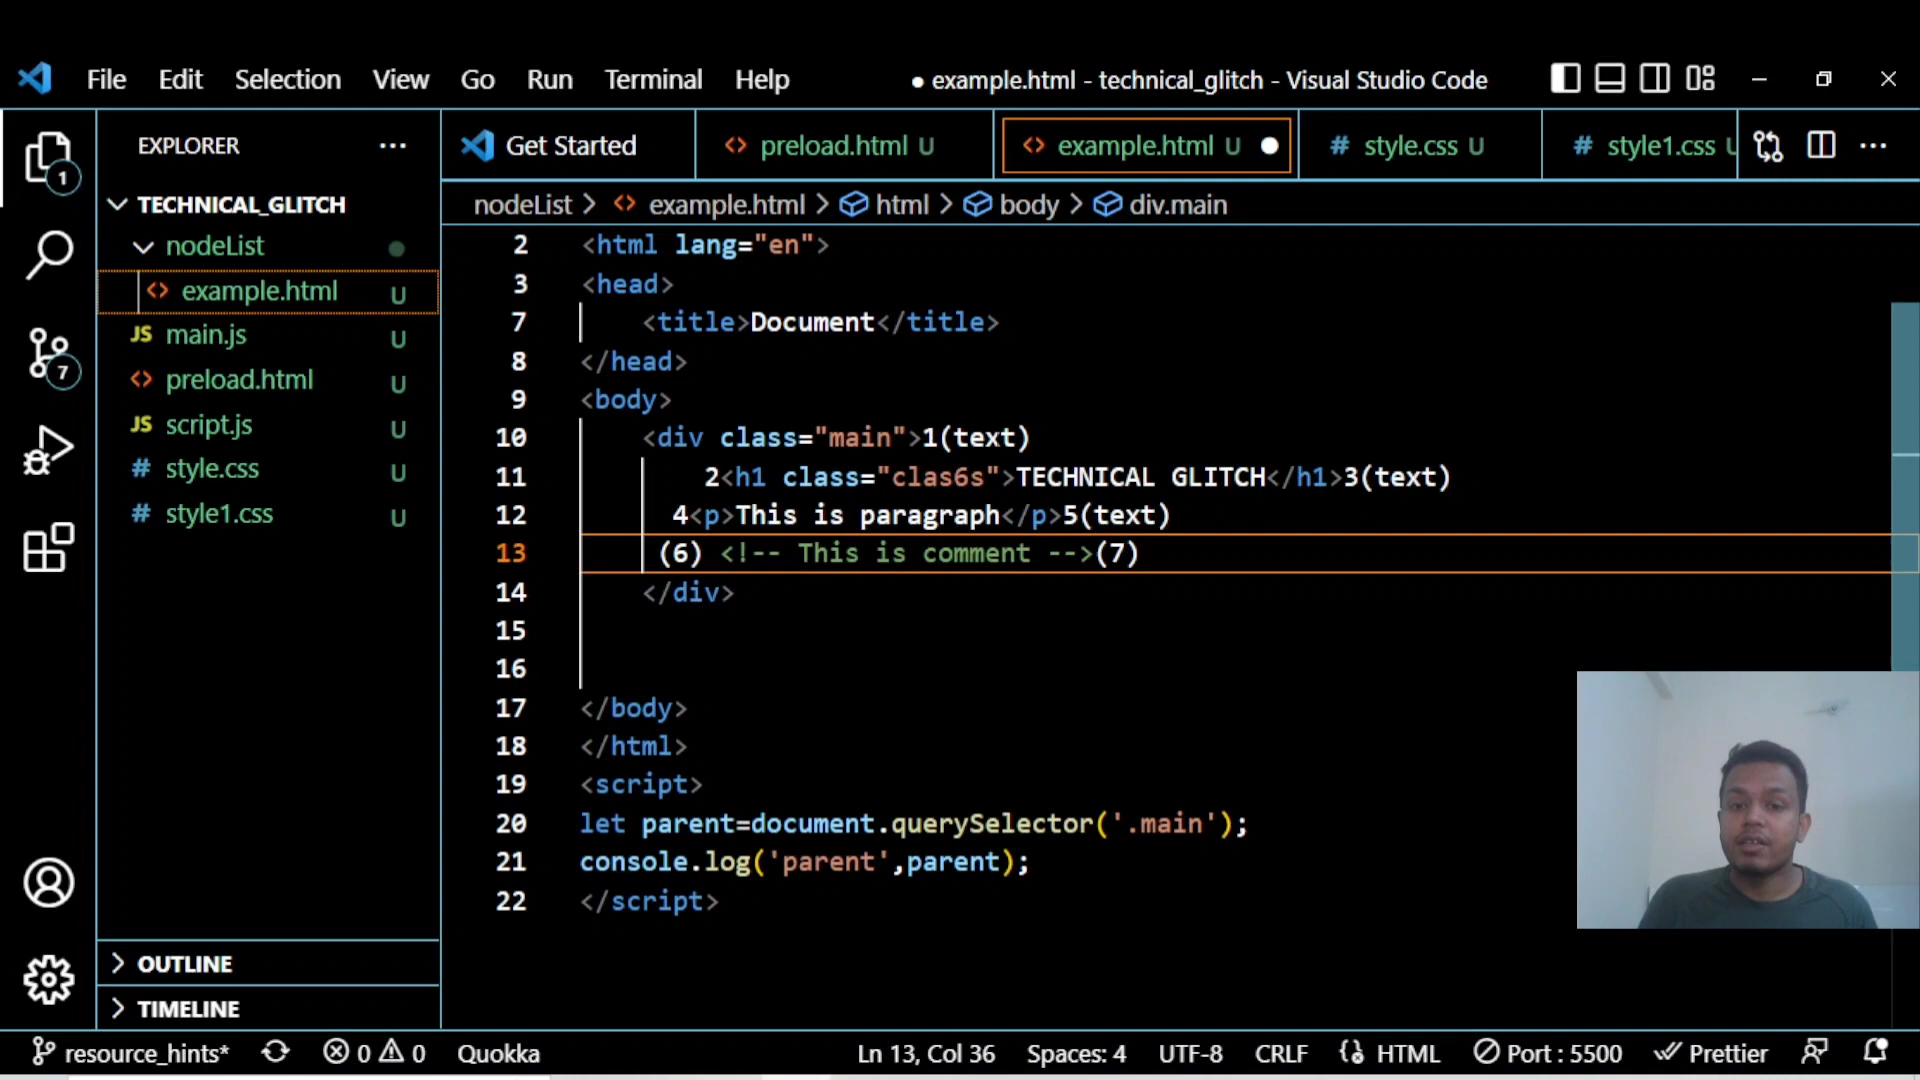 File Edit Selection View Go Run Terminal Help ● example.html - technical_glitch - Visual Studio Code
EXPLORER ...
Get Started
<> preload.html U
<> example.html U ●
# style.css U
# style1.css U
1
TECHNICAL_GLITCH
nodeList > <> example.html > html > body > div.main
nodeList
<> example.html U
JS main.js U
<> preload.html U
JS script.js U
# style.css U
# style1.css U
7
2 <html lang="en">
3 <head>
7 <title>Document</title>
8 </head>
9 <body>
10 <div class="main">1(text)
11 2<h1 class="clas6s">TECHNICAL GLITCH</h1>3(text)
12 4<p>This is paragraph</p>5(text)
13 (6) <!-- This is comment -->(7)
14 </div>
15
16
17 </body>
18 </html>
19 <script>
20 let parent=document.querySelector('.main');
21 console.log('parent',parent);
22 </script>
OUTLINE
TIMELINE
resource_hints* 0 0 Quokka Ln 13, Col 36 Spaces: 4 UTF-8 CRLF HTML Port : 5500 Prettier